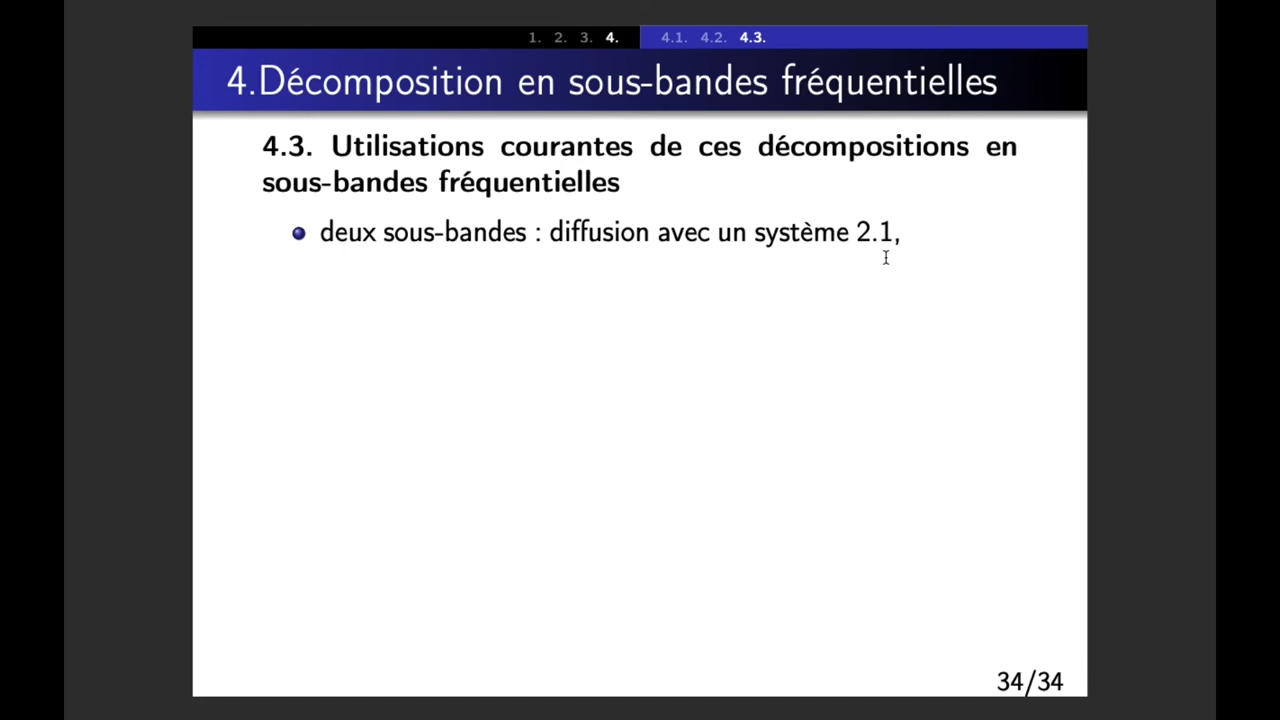 1. 2. 3. 4. 4.1. 4.2. 4.3.
4.Décomposition en sous-bandes fréquentielles
4.3. Utilisations courantes de ces décompositions en
sous-bandes fréquentielles
deux sous-bandes : diffusion avec un système 2.1,
34/34